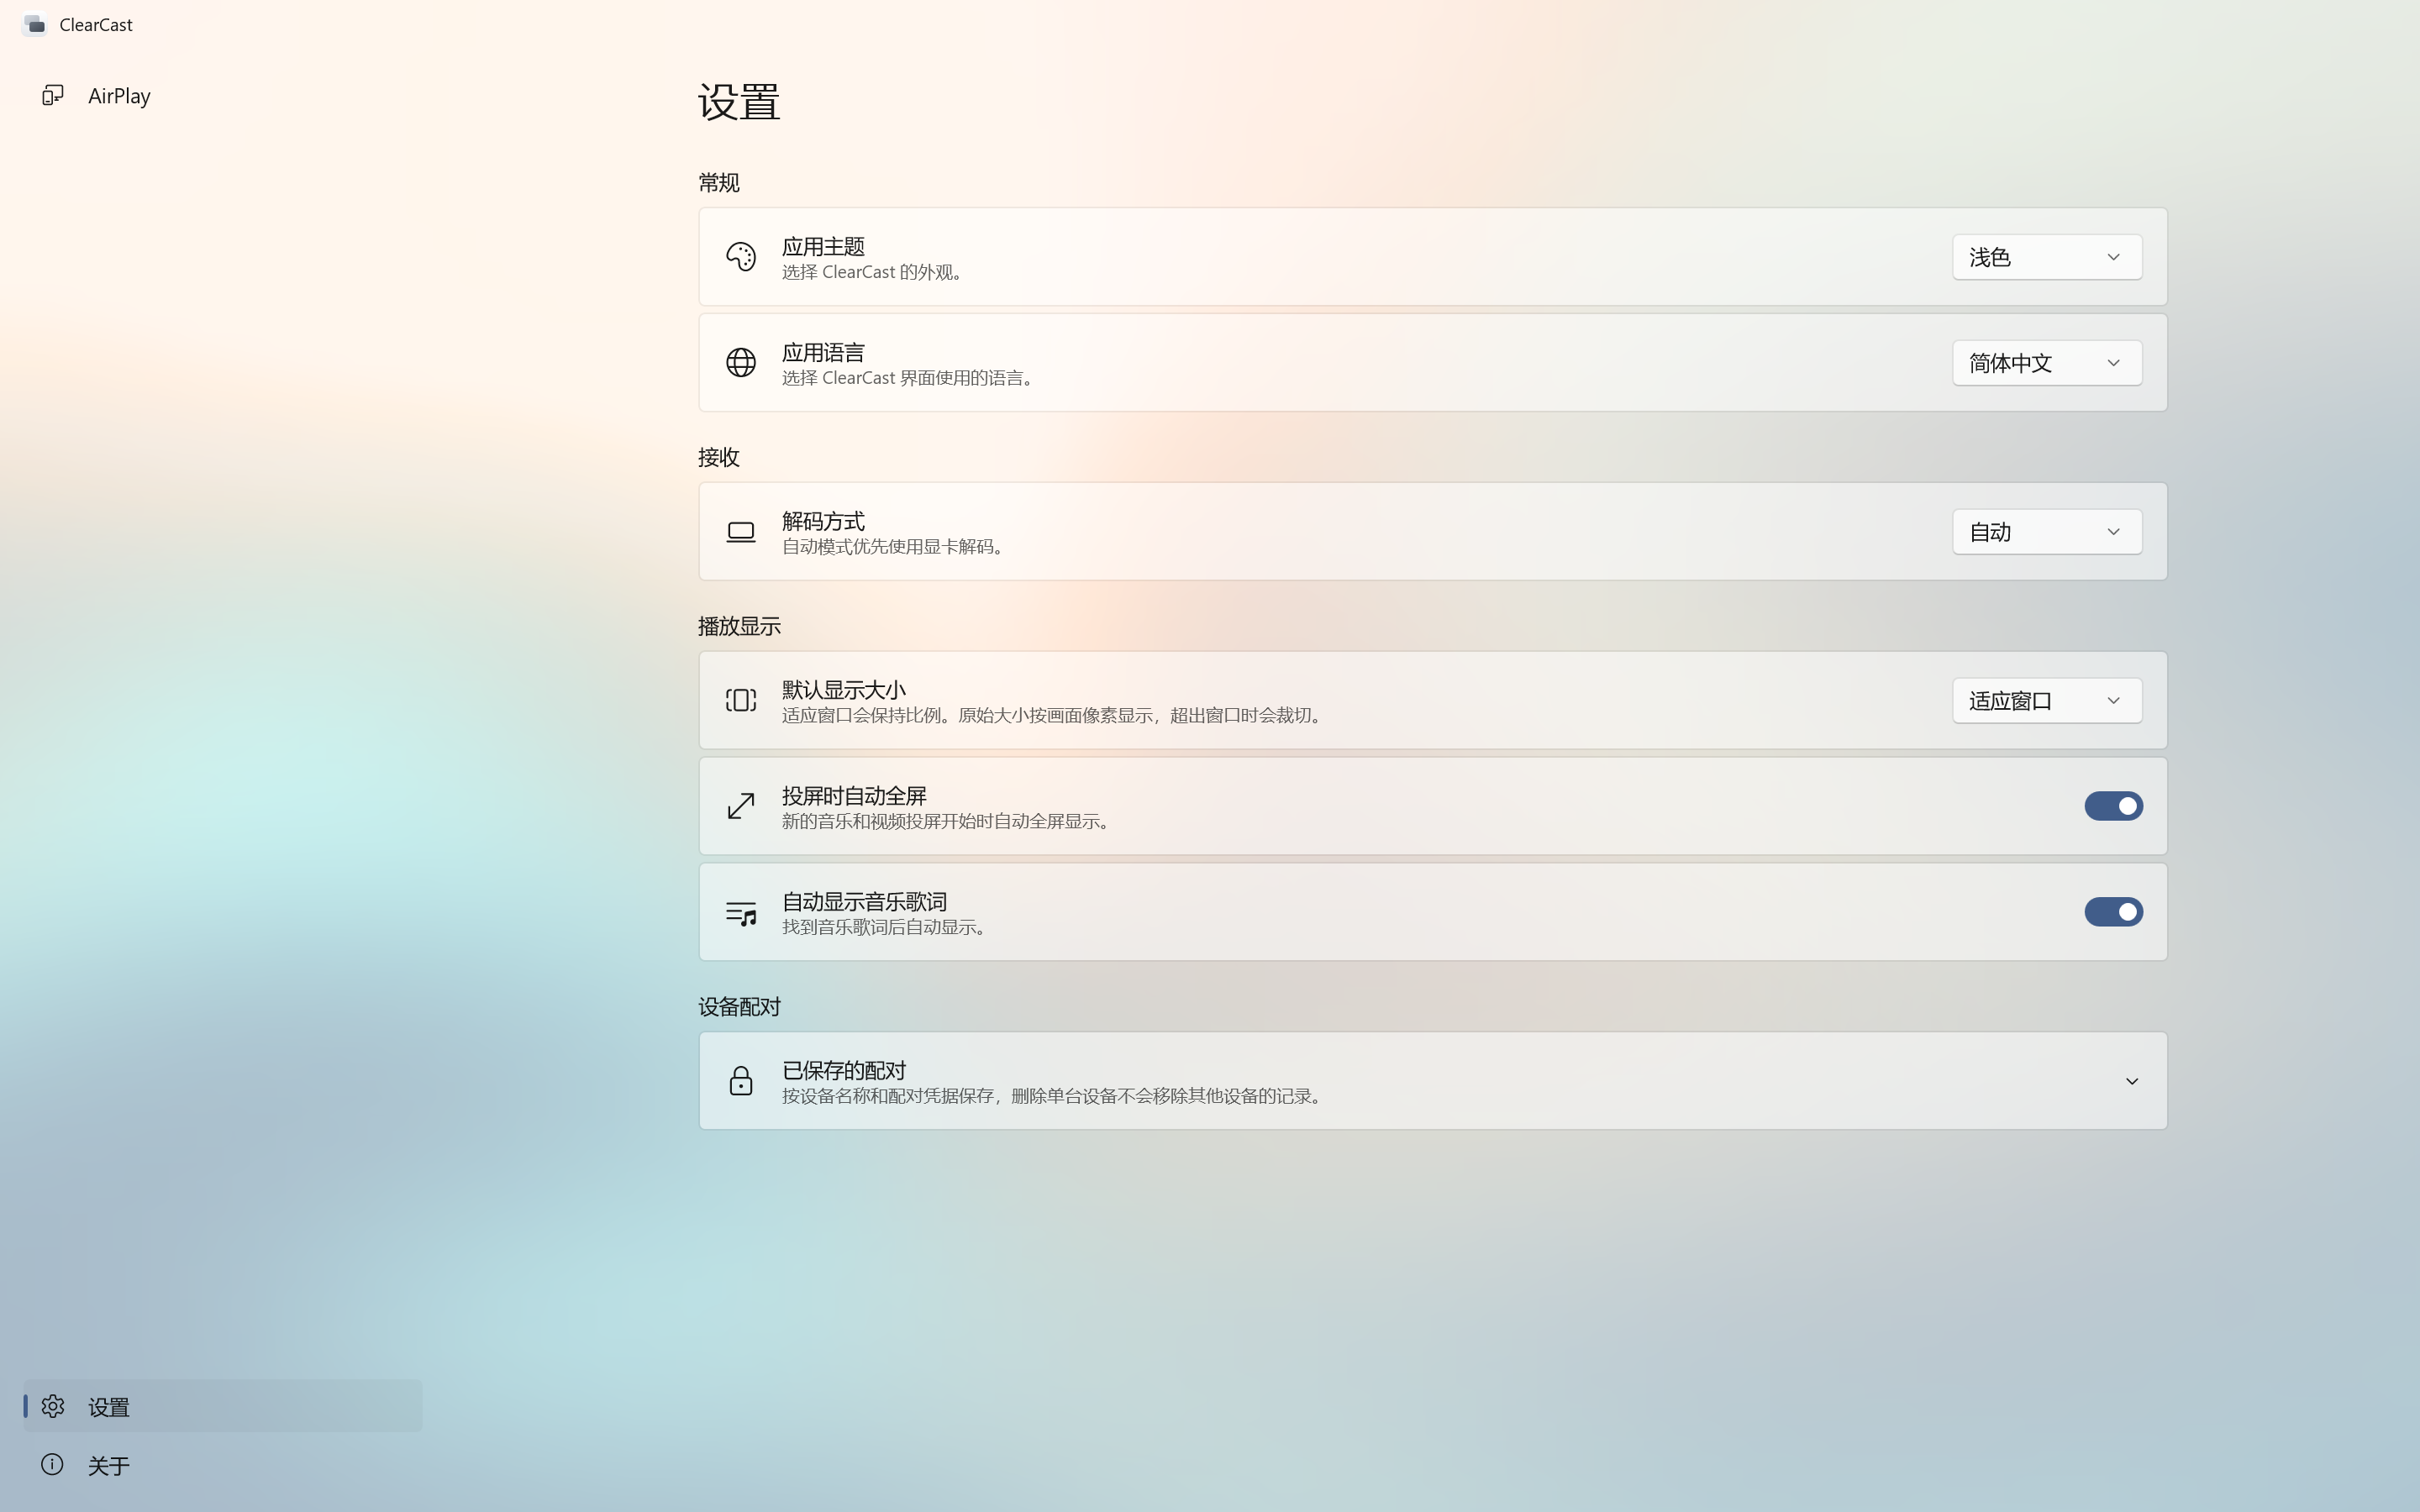 ClearCast
AirPlay
设置
常规
应用主题
选择 ClearCast 的外观。
浅色
应用语言
选择 ClearCast 界面使用的语言。
简体中文
接收
解码方式
自动模式优先使用显卡解码。
自动
播放显示
默认显示大小
适应窗口会保持比例。原始大小按画面像素显示，超出窗口时会裁切。
适应窗口
投屏时自动全屏
新的音乐和视频投屏开始时自动全屏显示。
自动显示音乐歌词
找到音乐歌词后自动显示。
设备配对
已保存的配对
按设备名称和配对凭据保存，删除单台设备不会移除其他设备的记录。
设置
关于